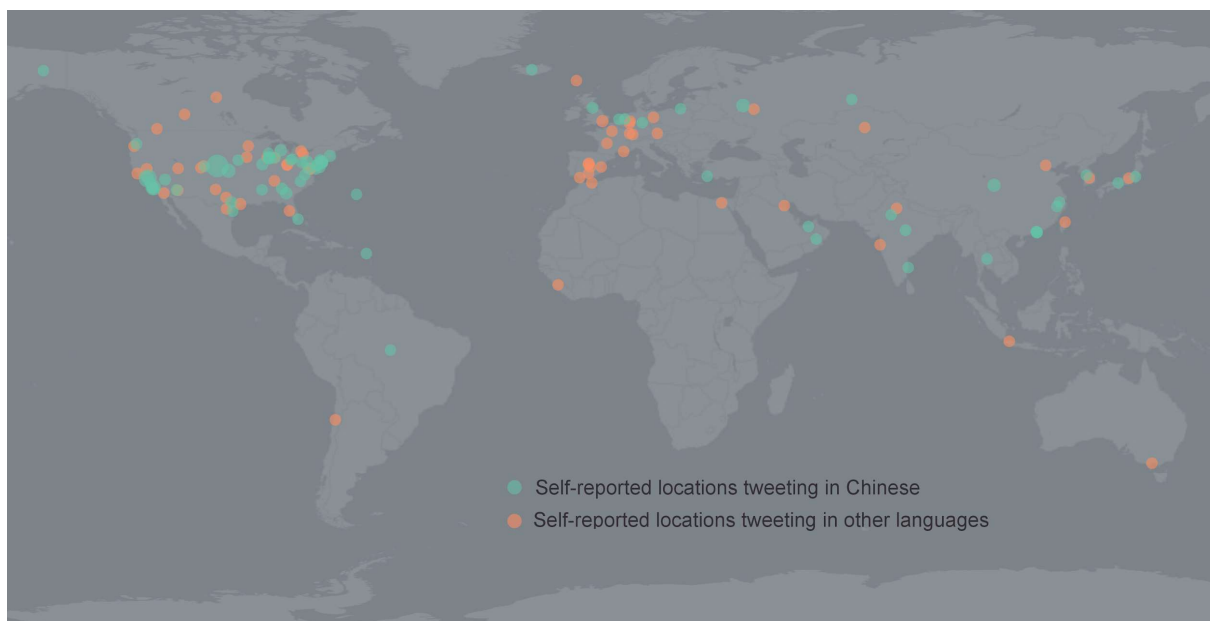 Self-reported locations tweeting in Chinese
Self-reported locations tweeting in other languages